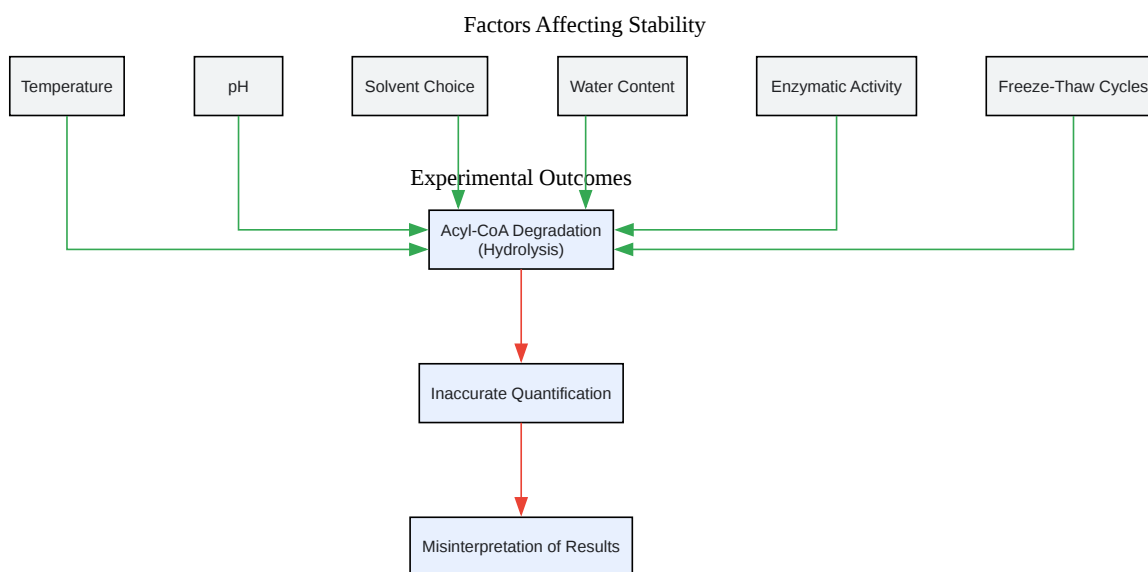 Factors Affecting Stability
Temperature
pH
Solvent Choice
Water Content
Enzymatic Activity
Freeze-Thaw Cycles
Experimental Outcomes
Acyl-CoA Degradation
(Hydrolysis)
Inaccurate Quantification
Misinterpretation of Results